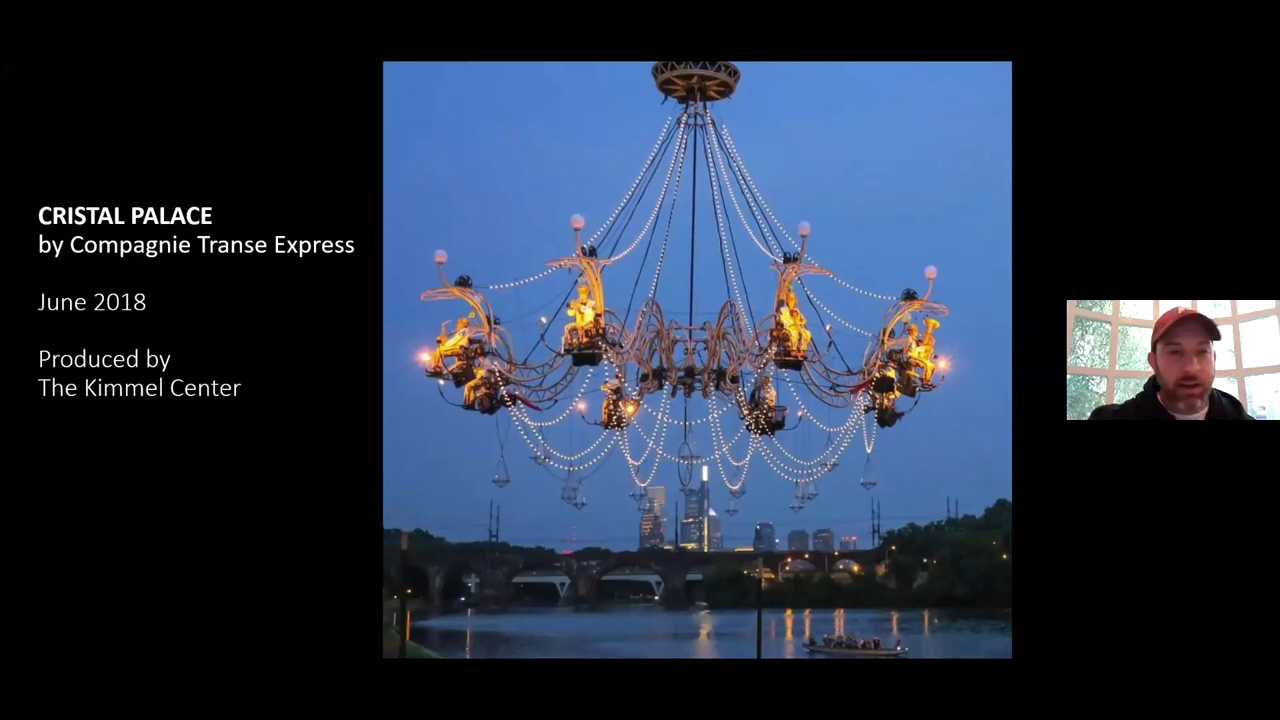 CRISTAL PALACE
by Compagnie Transe Express
June 2018
Produced by
The Kimmel Center